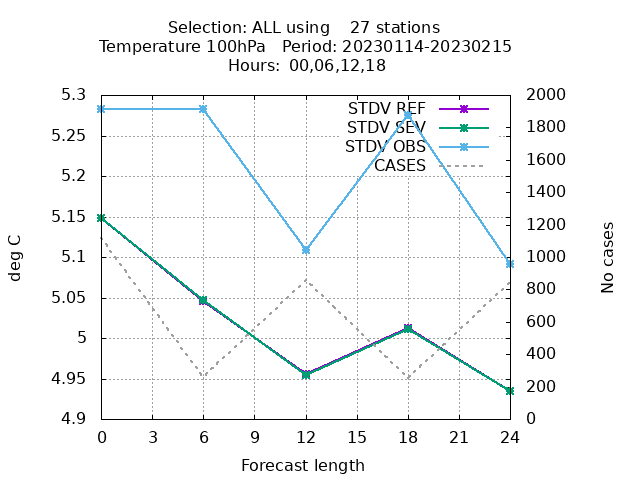 Selection: ALL using    27 stations
Temperature 100hPa   Period: 20230114-20230215
Hours: 00,06,12,18
5.3
5.25
5.2
5.15
5.1
5.05
5
4.95
4.9
deg C
STDV REF
STDV SEV
STDV OBS
CASES
2000
1800
1600
1400
1200
1000
800
600
400
200
0
No cases
0 3 6 9 12 15 18 21 24
Forecast length